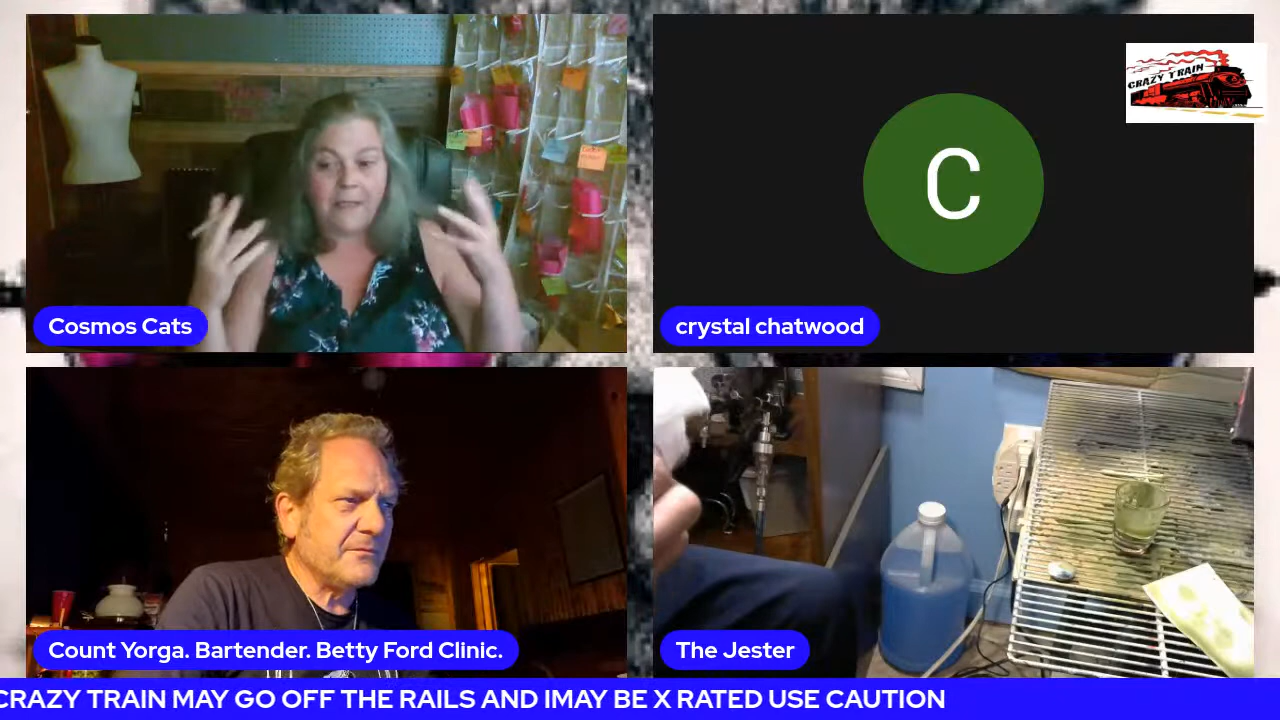 CRAZY TRAIN
Cosmos Cats
C
crystal chatwood
Count Yorga. Bartender. Betty Ford Clinic.
The Jester
CRAZY TRAIN MAY GO OFF THE RAILS AND IMAY BE X RATED USE CAUTION